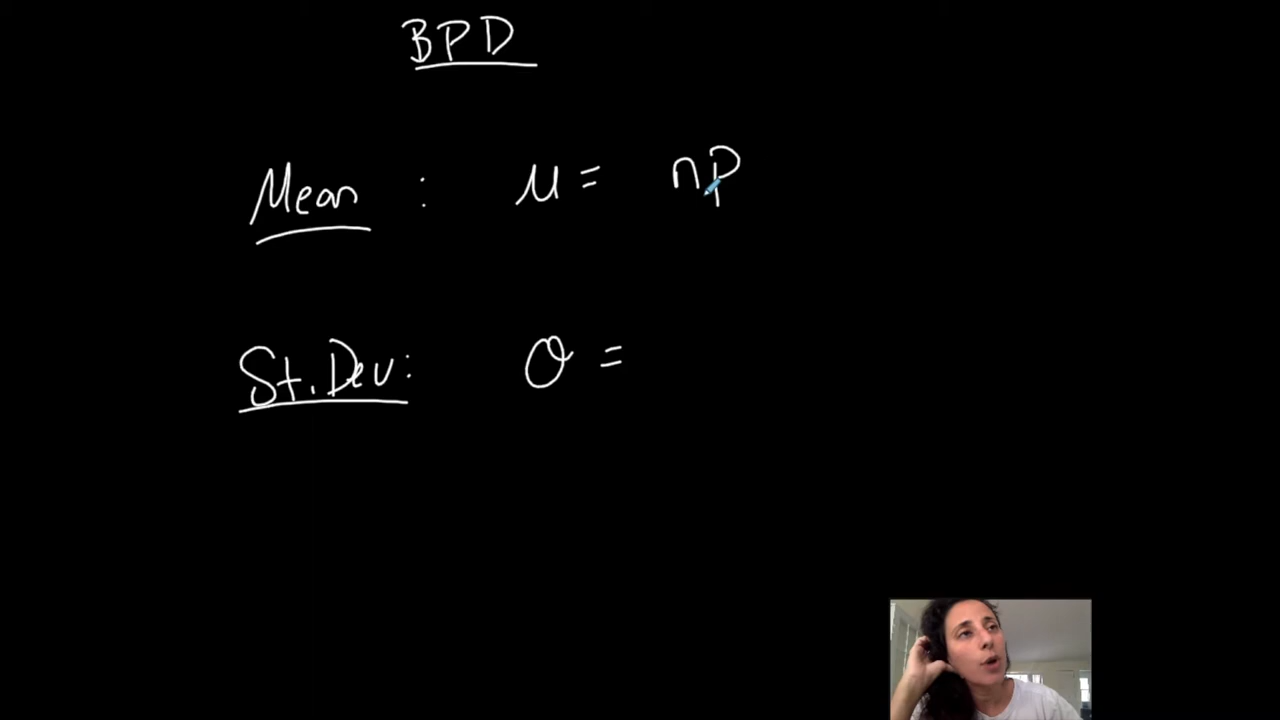 BPD
Mean : μ = np
St. Dev: σ =